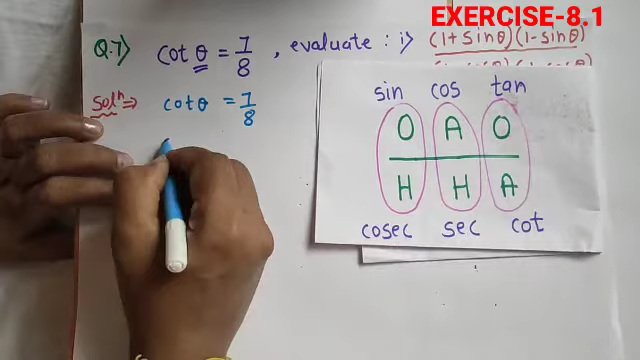 EXERCISE-8.1
Q.7) cot θ = 7/8 , evaluate : i) (1+sinθ)(1-sinθ)
Solⁿ ⇒ cotθ = 7/8
sin cos tan
O A O
H H A
cosec sec cot